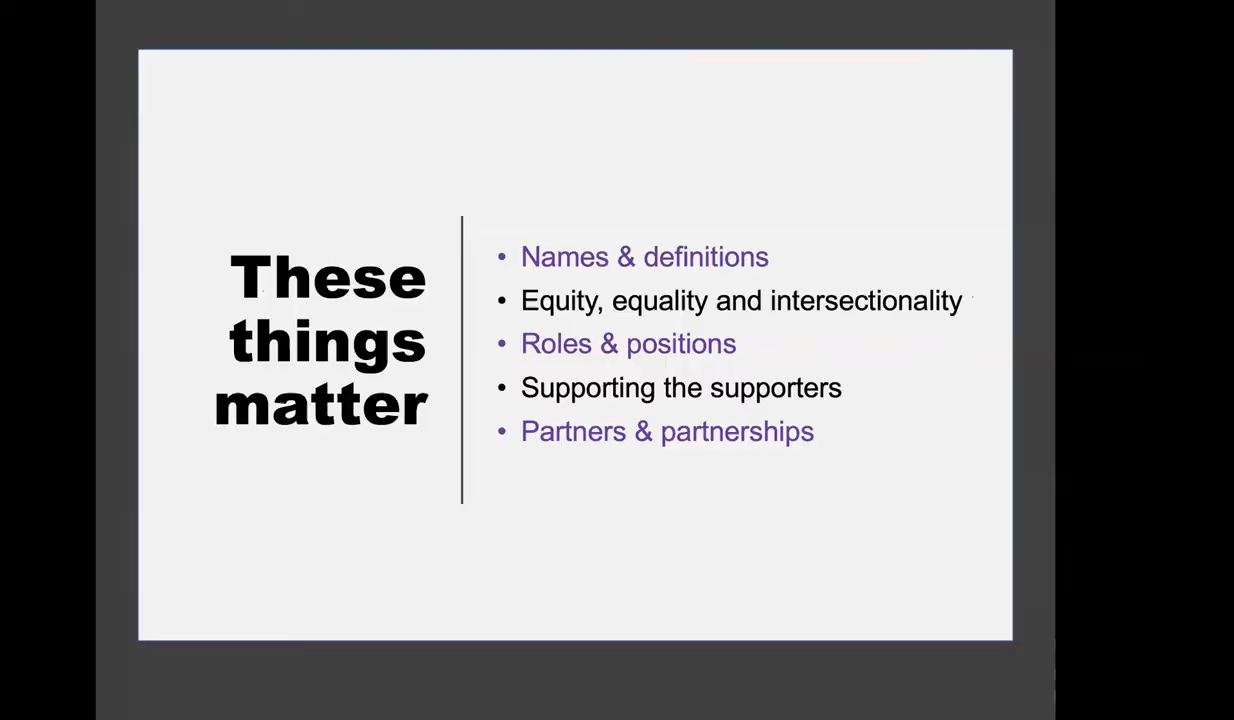 These
things
matter
• Names & definitions
• Equity, equality and intersectionality
• Roles & positions
• Supporting the supporters
• Partners & partnerships